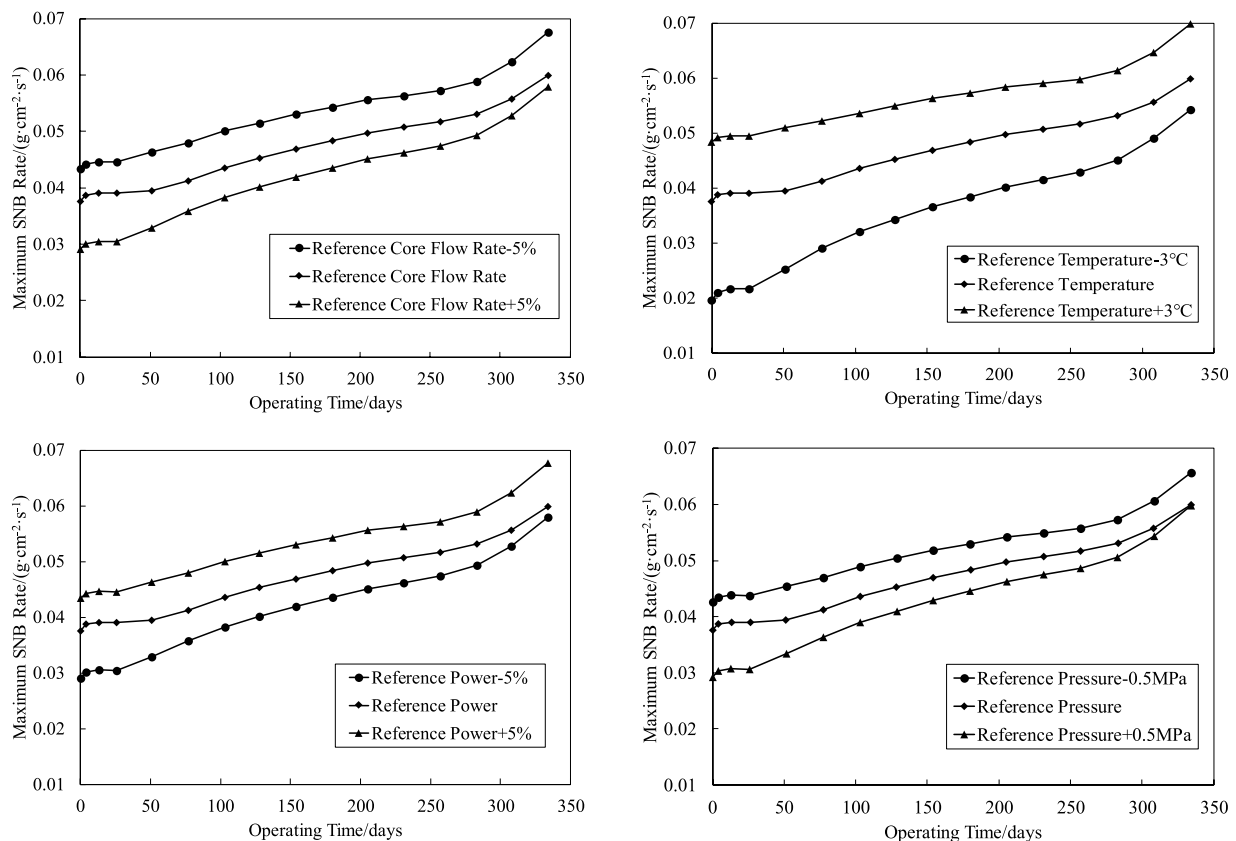 Maximum SNB Rate/(g·cm⁻²·s⁻¹)
0.07
0.06
0.05
0.04
0.03
0.02
0.01
0 50 100 150 200 250 300 350
Operating Time/days
Reference Core Flow Rate-5%
Reference Core Flow Rate
Reference Core Flow Rate+5%
Maximum SNB Rate/(g·cm⁻²·s⁻¹)
0.07
0.06
0.05
0.04
0.03
0.02
0.01
0 50 100 150 200 250 300 350
Operating Time/days
Reference Temperature-3℃
Reference Temperature
Reference Temperature+3℃
Maximum SNB Rate/(g·cm⁻²·s⁻¹)
0.07
0.06
0.05
0.04
0.03
0.02
0.01
0 50 100 150 200 250 300 350
Operating Time/days
Reference Power-5%
Reference Power
Reference Power+5%
Maximum SNB Rate/(g·cm⁻²·s⁻¹)
0.07
0.06
0.05
0.04
0.03
0.02
0.01
0 50 100 150 200 250 300 350
Operating Time/days
Reference Pressure-0.5MPa
Reference Pressure
Reference Pressure+0.5MPa